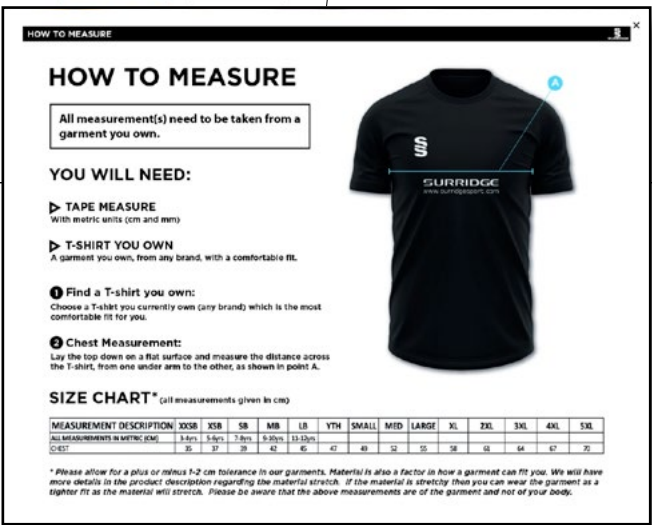 HOW TO MEASURE
HOW TO MEASURE
All measurement(s) need to be taken from a
garment you own.
YOU WILL NEED:
TAPE MEASURE
With metric units (cm and mm)
T-SHIRT YOU OWN
A garment you own, from any brand, with a comfortable fit.
1 Find a T-shirt you own:
Choose a T-shirt you currently own (any brand) which is the most
comfortable fit for you.
2 Chest Measurement:
Lay the top down on a flat surface and measure the distance across
the T-shirt, from one under arm to the other, as shown in point A.
A
SURRIDGE
www.surridgesport.com
SIZE CHART* (all measurements given in cm)
MEASUREMENT DESCRIPTION XXSB XSB SB MB LB YTH SMALL MED LARGE XL 2XL 3XL 4XL 5XL
ALL MEASUREMENTS IN METRIC (CM) 3-4yrs 5-6yrs 7-8yrs 9-10yrs 11-12yrs
CHEST 35 37 39 42 45 47 49 52 55 58 61 64 67 70
* Please allow for a plus or minus 1-2 cm tolerance in our garments. Material is also a factor in how a garment can fit you. We will have
more details in the product description regarding the material stretch. If the material is stretchy then you can wear the garment as a
tighter fit as the material will stretch. Please be aware that the above measurements are of the garment and not of your body.